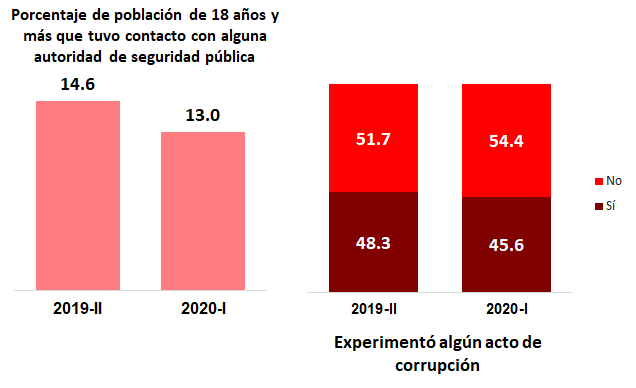 Porcentaje de población de 18 años y
más que tuvo contacto con alguna
autoridad de seguridad pública
14.6
13.0
2019-II
2020-I
51.7
54.4
48.3
45.6
No
Sí
2019-II
2020-I
Experimentó algún acto de
corrupción